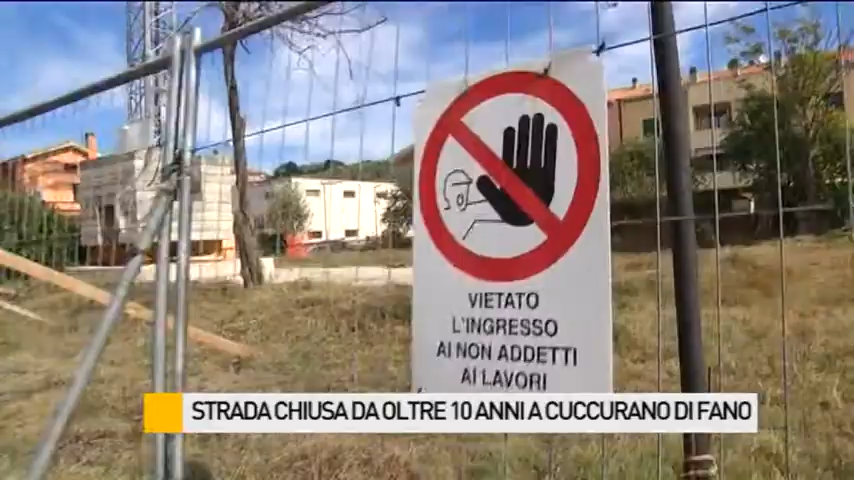 VIETATO
L'INGRESSO
AI NON ADDETTI
AI LAVORI
STRADA CHIUSA DA OLTRE 10 ANNI A CUCCURANO DI FANO